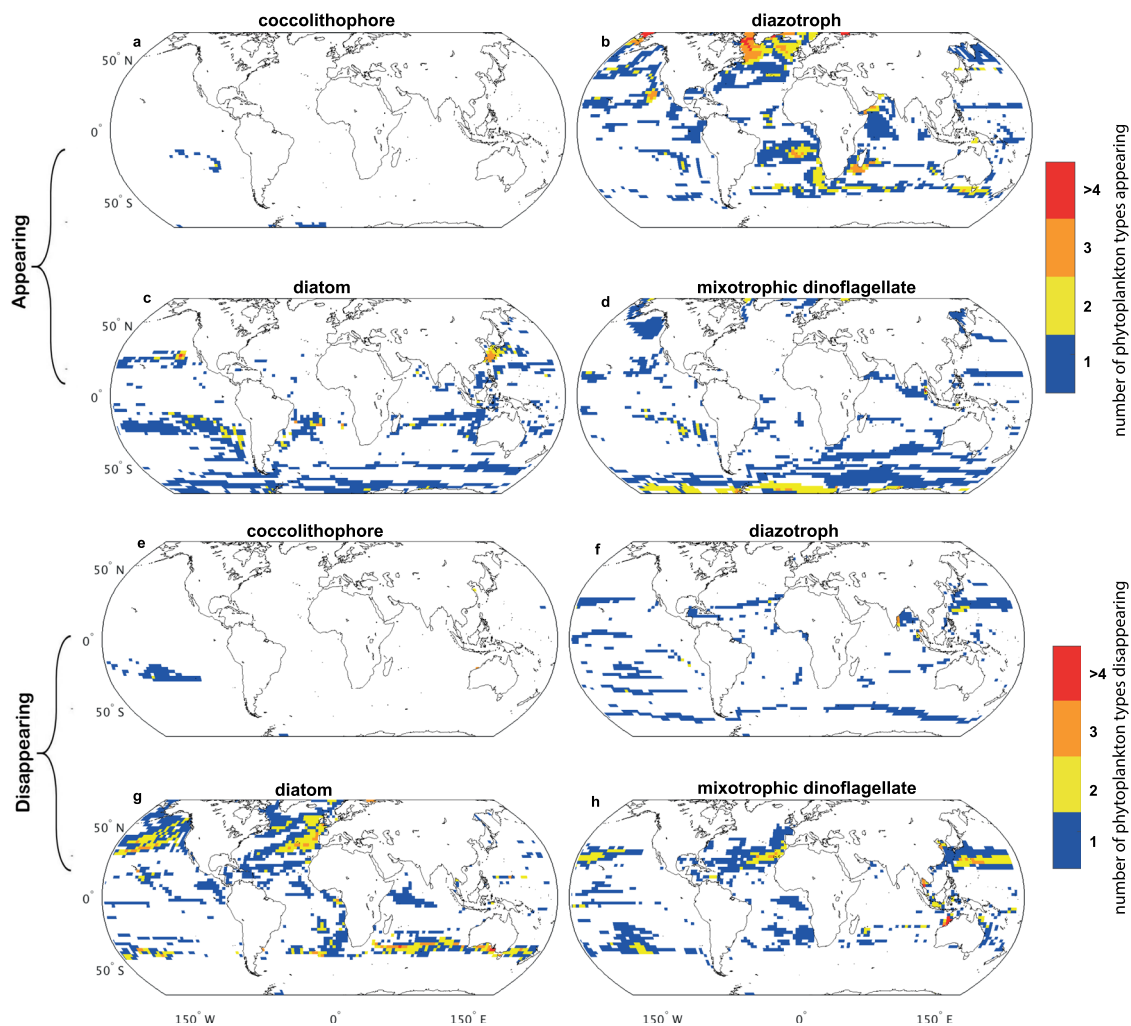 coccolithophore
diazotroph
a
b
50° N
0°
50° S
diatom
mixotrophic dinoflagellate
c
d
50° N
0°
50° S
Appearing
>4
3
2
1
number of phytoplankton types appearing
coccolithophore
diazotroph
e
f
50° N
0°
50° S
diatom
mixotrophic dinoflagellate
g
h
50° N
0°
50° S
150° W
0°
150° E
150° W
0°
150° E
Disappearing
>4
3
2
1
number of phytoplankton types disappearing